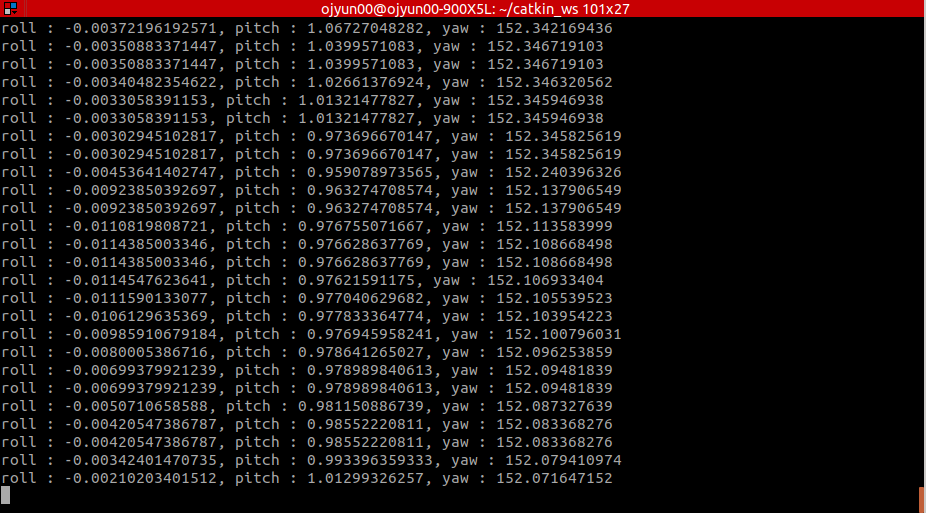 ojyun00@ojyun00-900X5L: ~/catkin_ws 101x27
roll : -0.00372196192571, pitch : 1.06727048282, yaw : 152.342169436
roll : -0.00350883371447, pitch : 1.0399571083, yaw : 152.346719103
roll : -0.00350883371447, pitch : 1.0399571083, yaw : 152.346719103
roll : -0.00340482354622, pitch : 1.02661376924, yaw : 152.346320562
roll : -0.0033058391153, pitch : 1.01321477827, yaw : 152.345946938
roll : -0.0033058391153, pitch : 1.01321477827, yaw : 152.345946938
roll : -0.00302945102817, pitch : 0.973696670147, yaw : 152.345825619
roll : -0.00302945102817, pitch : 0.973696670147, yaw : 152.345825619
roll : -0.00453641402747, pitch : 0.959078973565, yaw : 152.240396326
roll : -0.00923850392697, pitch : 0.963274708574, yaw : 152.137906549
roll : -0.00923850392697, pitch : 0.963274708574, yaw : 152.137906549
roll : -0.0110819808721, pitch : 0.976755071667, yaw : 152.113583999
roll : -0.0114385003346, pitch : 0.976628637769, yaw : 152.108668498
roll : -0.0114385003346, pitch : 0.976628637769, yaw : 152.108668498
roll : -0.0114547623641, pitch : 0.97621591175, yaw : 152.106933404
roll : -0.0111590133077, pitch : 0.977040629682, yaw : 152.105539523
roll : -0.0106129635369, pitch : 0.977833364774, yaw : 152.103954223
roll : -0.00985910679184, pitch : 0.976945958241, yaw : 152.100796031
roll : -0.0080005386716, pitch : 0.978641265027, yaw : 152.096253859
roll : -0.00699379921239, pitch : 0.978989840613, yaw : 152.09481839
roll : -0.00699379921239, pitch : 0.978989840613, yaw : 152.09481839
roll : -0.0050710658588, pitch : 0.981150886739, yaw : 152.087327639
roll : -0.00420547386787, pitch : 0.98552220811, yaw : 152.083368276
roll : -0.00420547386787, pitch : 0.98552220811, yaw : 152.083368276
roll : -0.00342401470735, pitch : 0.993396359333, yaw : 152.079410974
roll : -0.00210203401512, pitch : 1.01299326257, yaw : 152.071647152